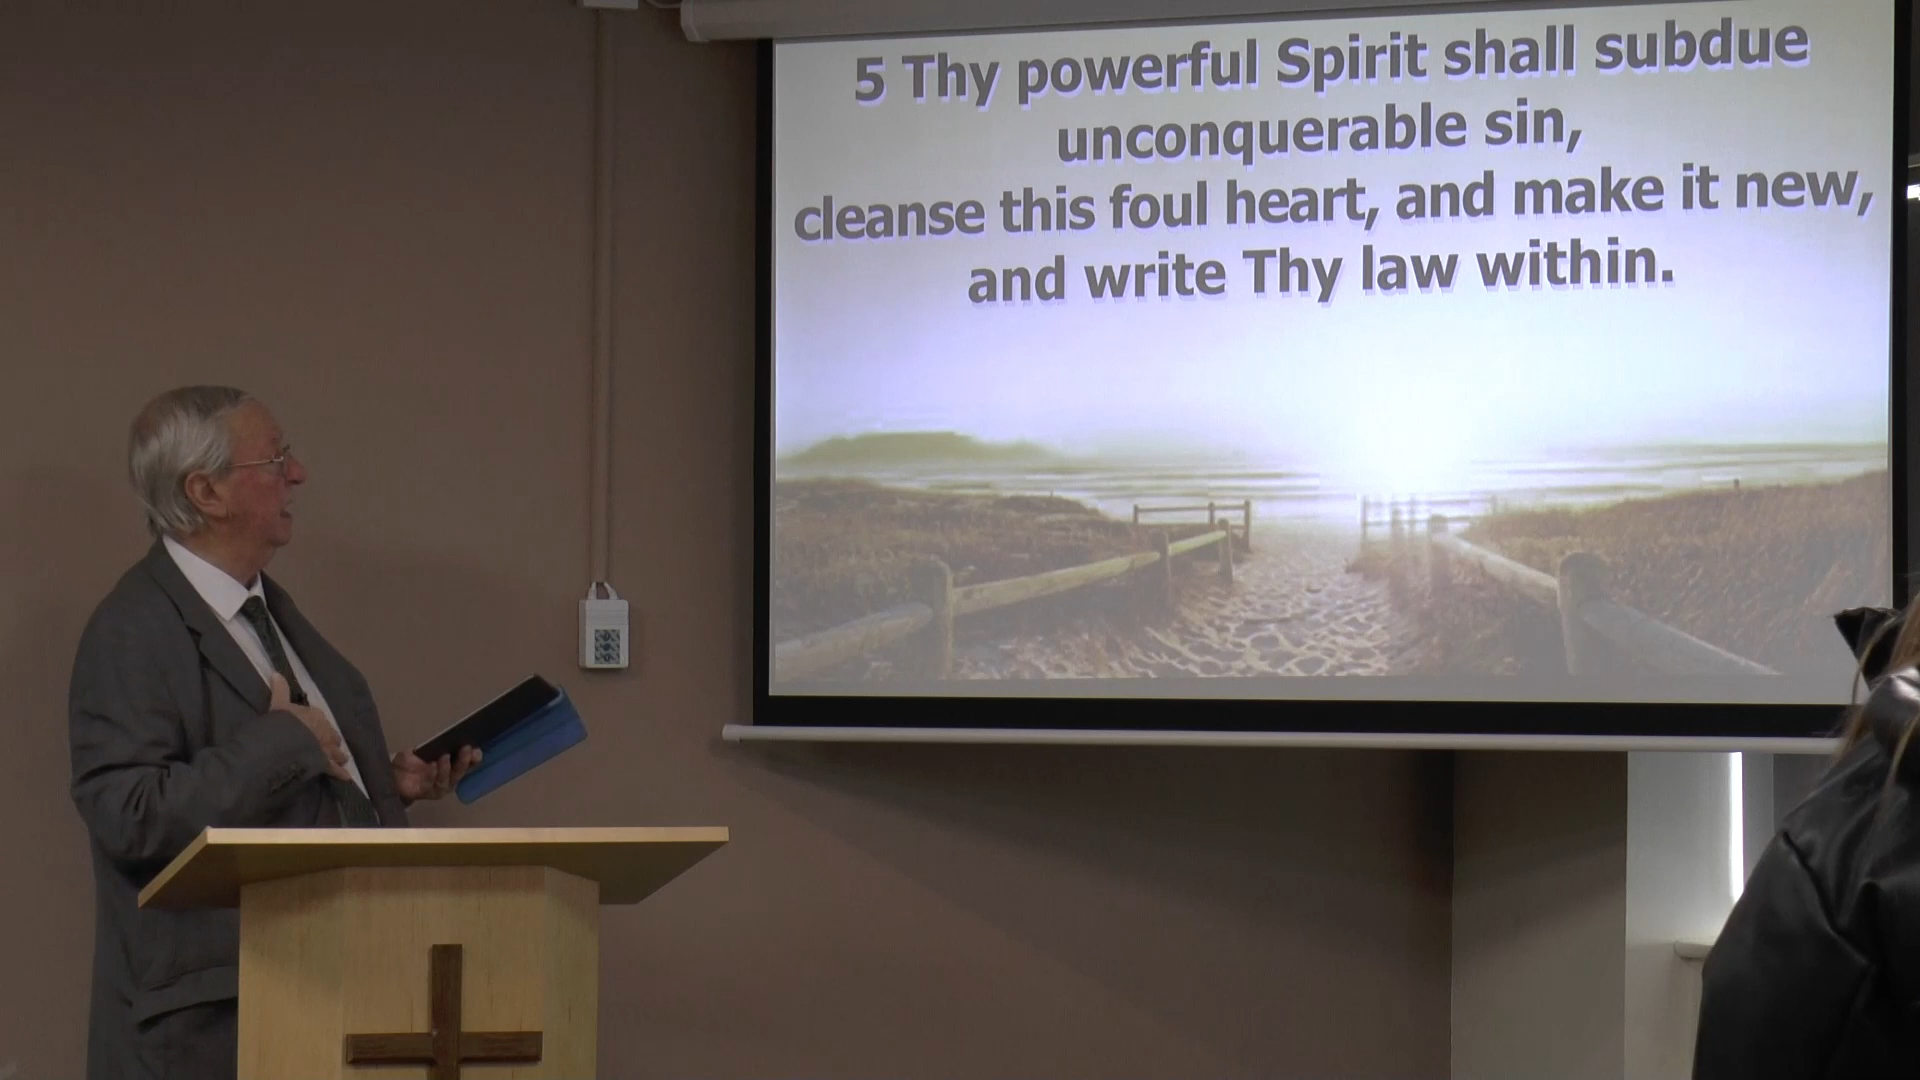 5 Thy powerful Spirit shall subdue
unconquerable sin,
cleanse this foul heart, and make it new,
and write Thy law within.